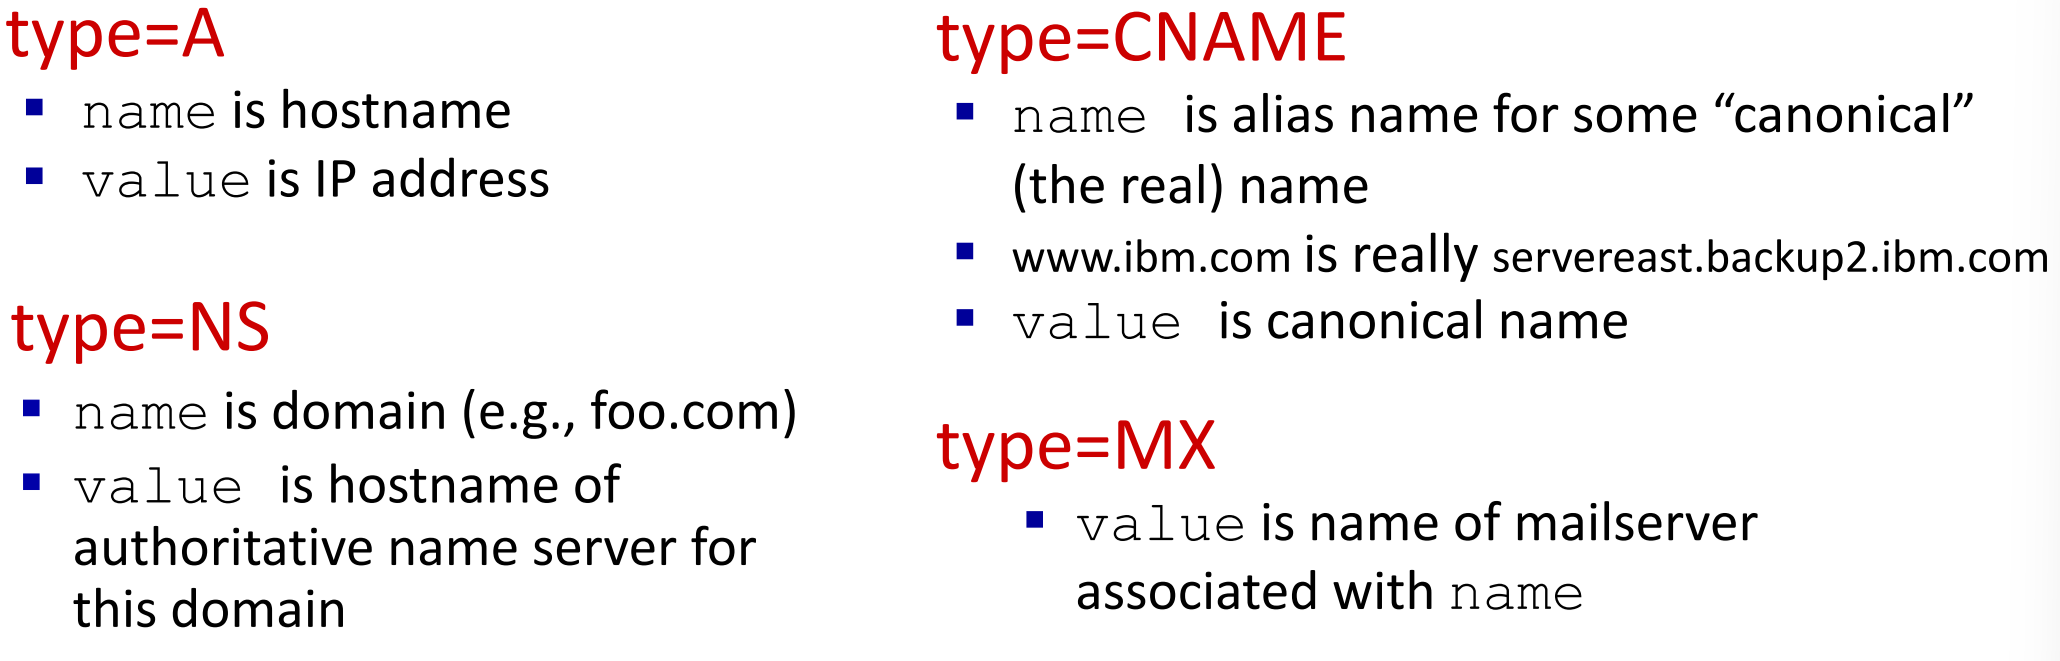 type=A
▪ name is hostname
▪ value is IP address
type=NS
▪ name is domain (e.g., foo.com)
▪ value is hostname of
authoritative name server for
this domain
type=CNAME
▪ name is alias name for some “canonical”
(the real) name
▪ www.ibm.com is really servereast.backup2.ibm.com
▪ value is canonical name
type=MX
▪ value is name of mailserver
associated with name